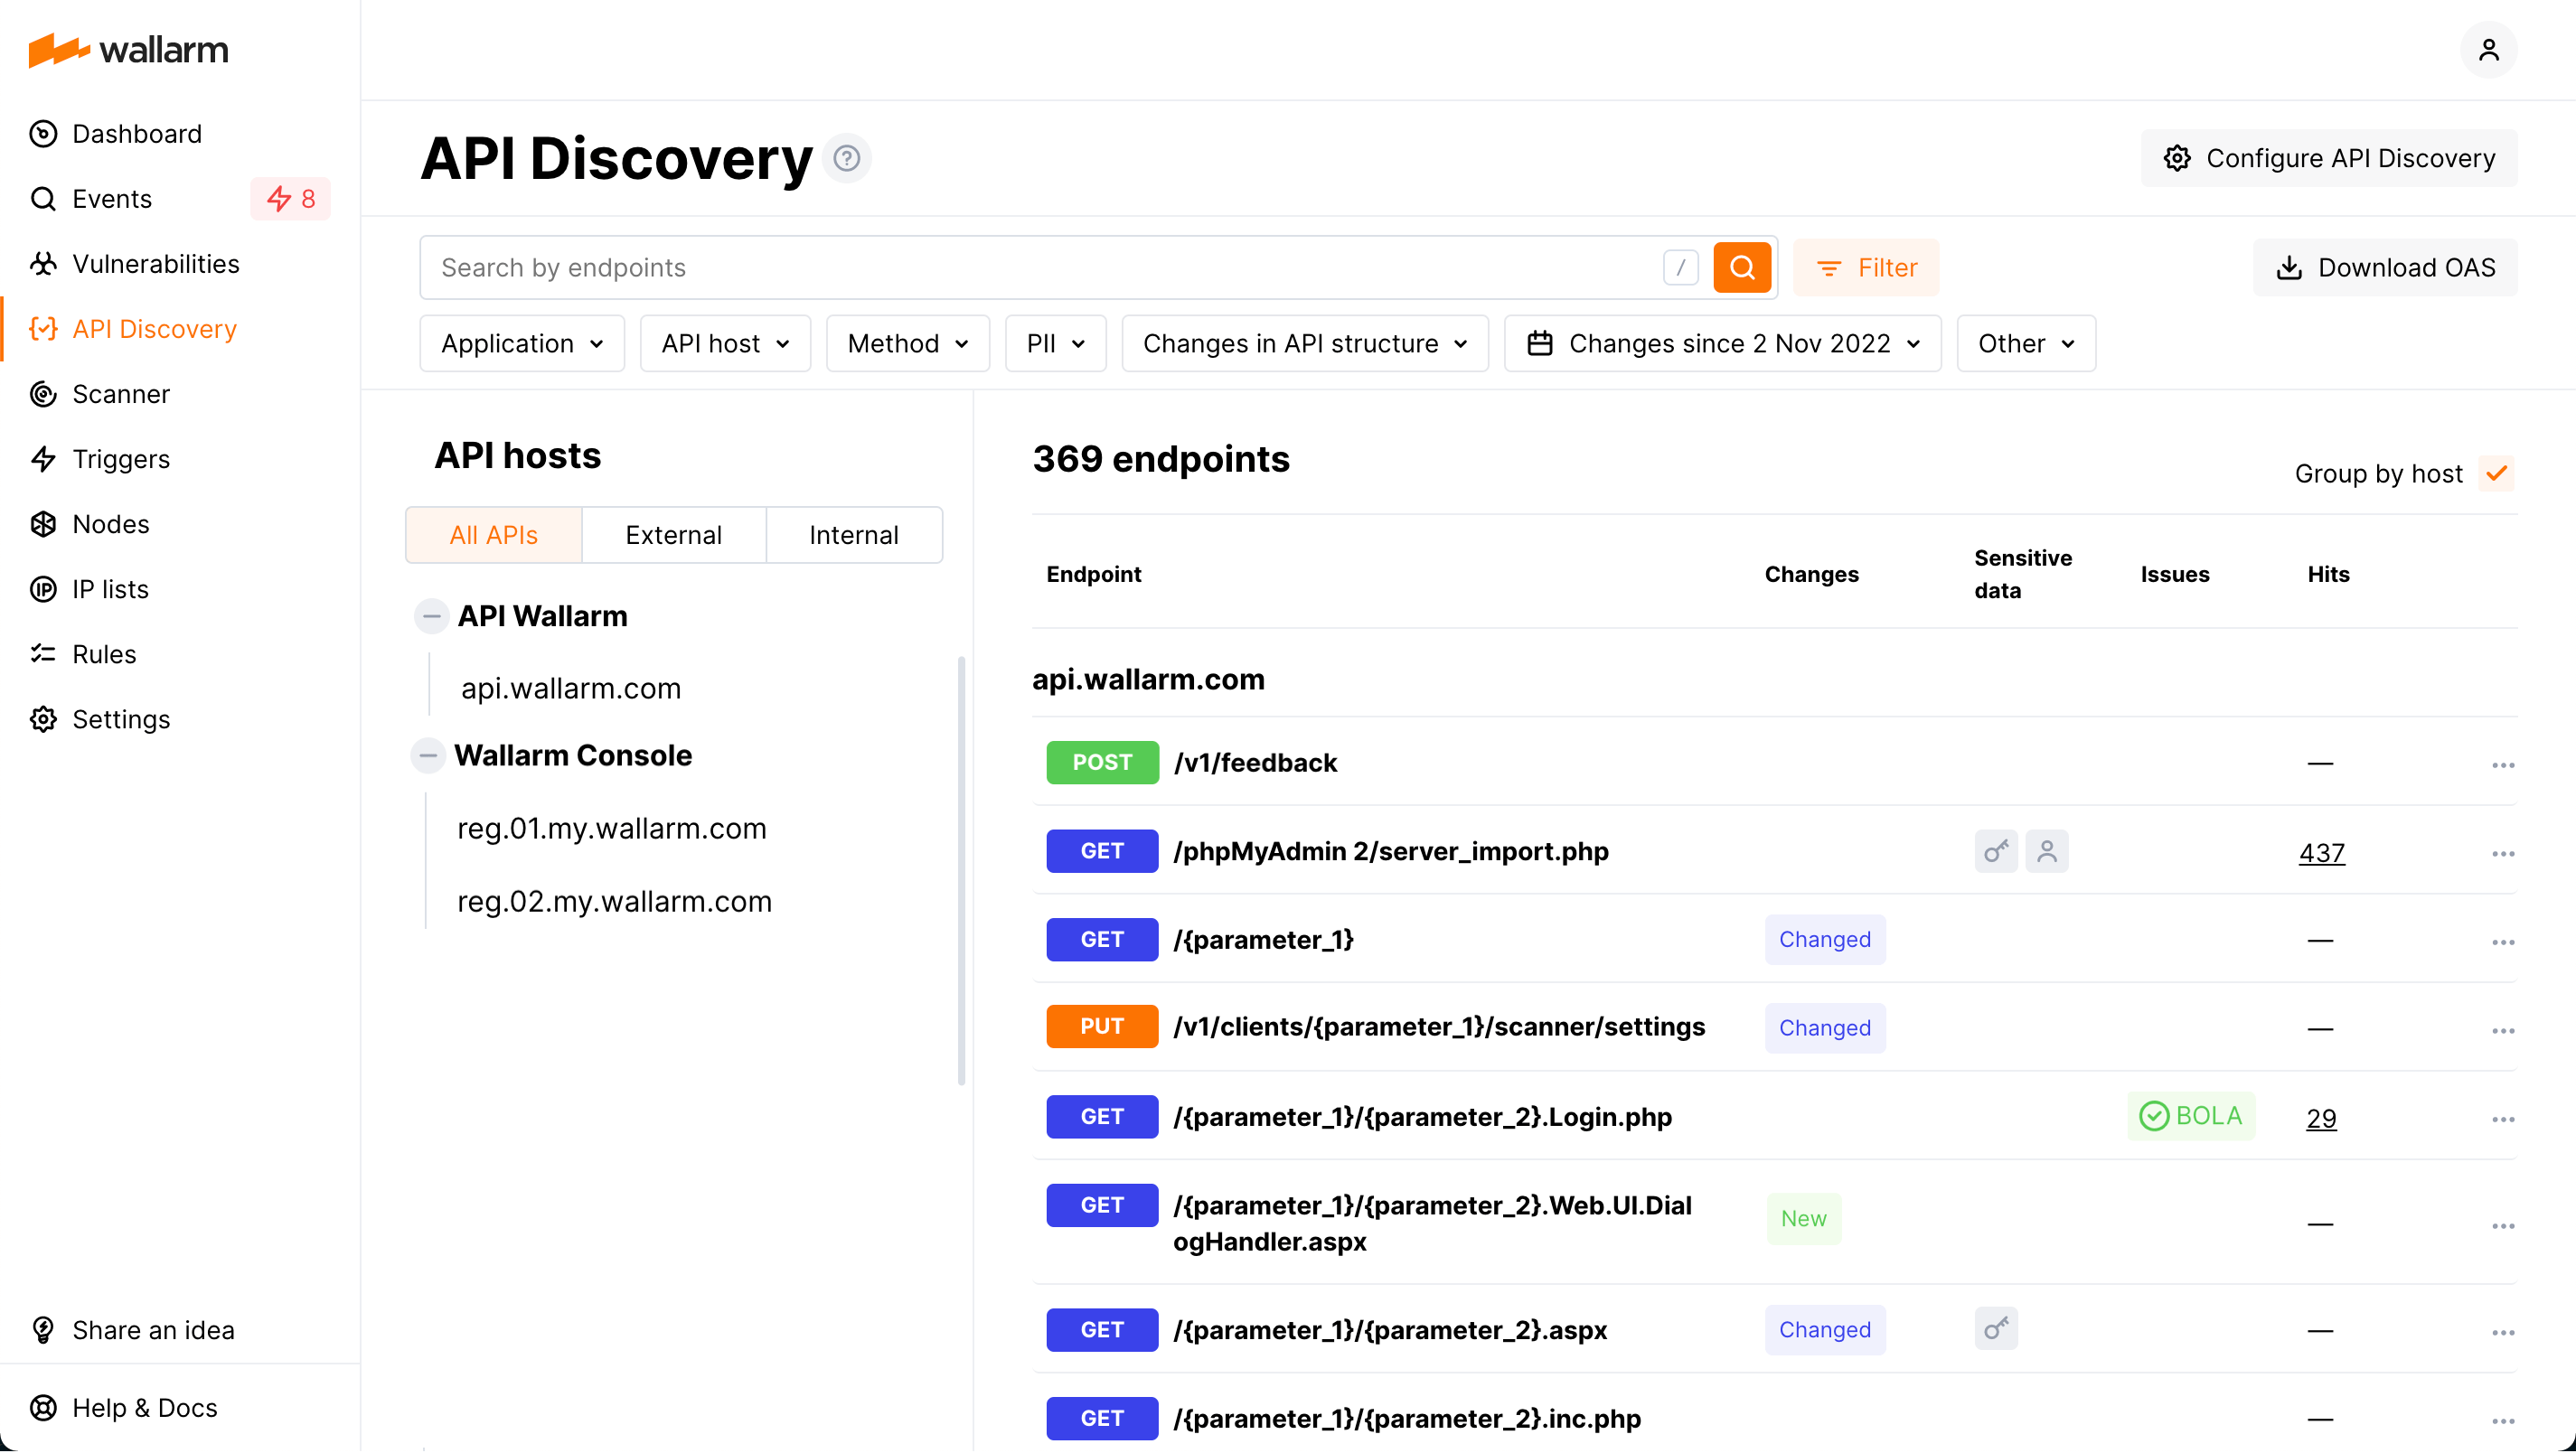 wallarm
Dashboard
Events 8
Vulnerabilities
API Discovery
Scanner
Triggers
Nodes
IP lists
Rules
Settings
Share an idea
Help & Docs
API Discovery ?
Configure API Discovery
Search by endpoints /
Filter
Download OAS
Application
API host
Method
PII
Changes in API structure
Changes since 2 Nov 2022
Other
API hosts
All APIs External Internal
API Wallarm
api.wallarm.com
Wallarm Console
reg.01.my.wallarm.com
reg.02.my.wallarm.com
369 endpoints
Group by host
Endpoint Changes Sensitive data Issues Hits
api.wallarm.com
POST /v1/feedback —
GET /phpMyAdmin 2/server_import.php 437
GET /{parameter_1} Changed —
PUT /v1/clients/{parameter_1}/scanner/settings Changed —
GET /{parameter_1}/{parameter_2}.Login.php BOLA 29
GET /{parameter_1}/{parameter_2}.Web.UI.Dial
ogHandler.aspx New —
GET /{parameter_1}/{parameter_2}.aspx Changed —
GET /{parameter_1}/{parameter_2}.inc.php —